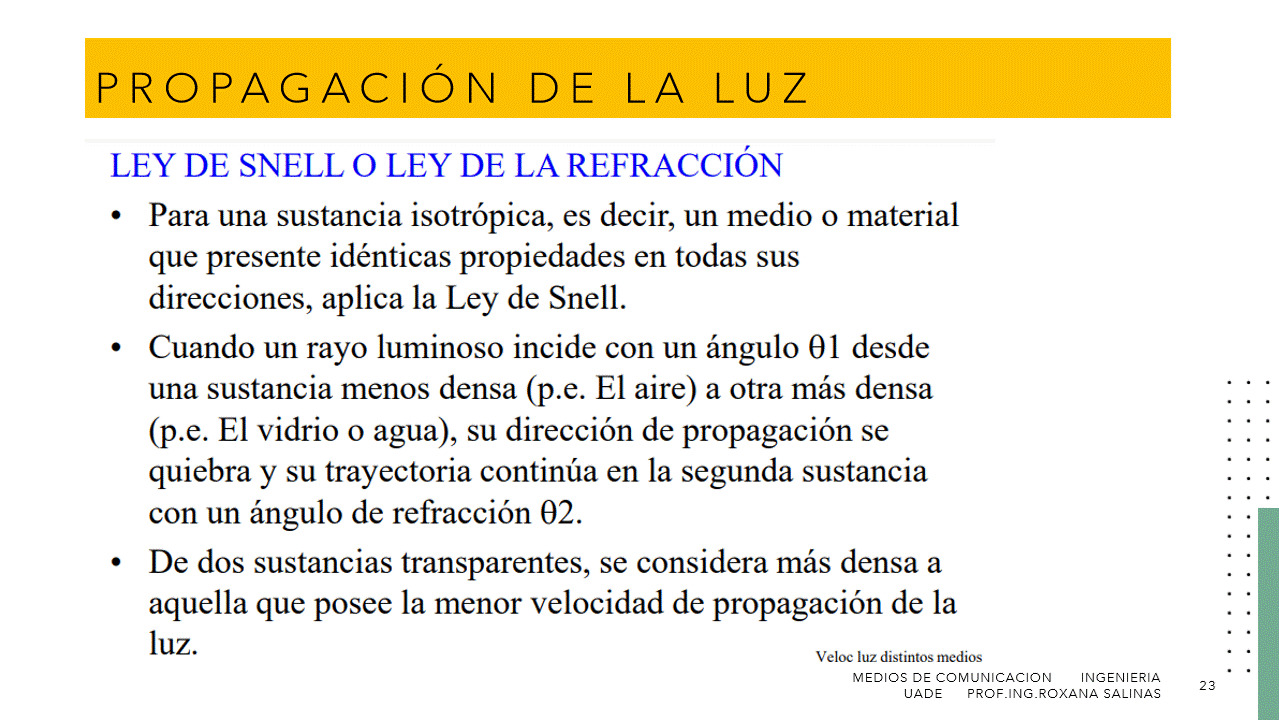 PROPAGACIÓN DE LA LUZ
LEY DE SNELL O LEY DE LA REFRACCIÓN
• Para una sustancia isotrópica, es decir, un medio o material
que presente idénticas propiedades en todas sus
direcciones, aplica la Ley de Snell.
• Cuando un rayo luminoso incide con un ángulo θ1 desde
una sustancia menos densa (p.e. El aire) a otra más densa
(p.e. El vidrio o agua), su dirección de propagación se
quiebra y su trayectoria continúa en la segunda sustancia
con un ángulo de refracción θ2.
• De dos sustancias transparentes, se considera más densa a
aquella que posee la menor velocidad de propagación de la
luz.
Veloc luz distintos medios
MEDIOS DE COMUNICACION INGENIERIA
UADE PROF.ING.ROXANA SALINAS
23